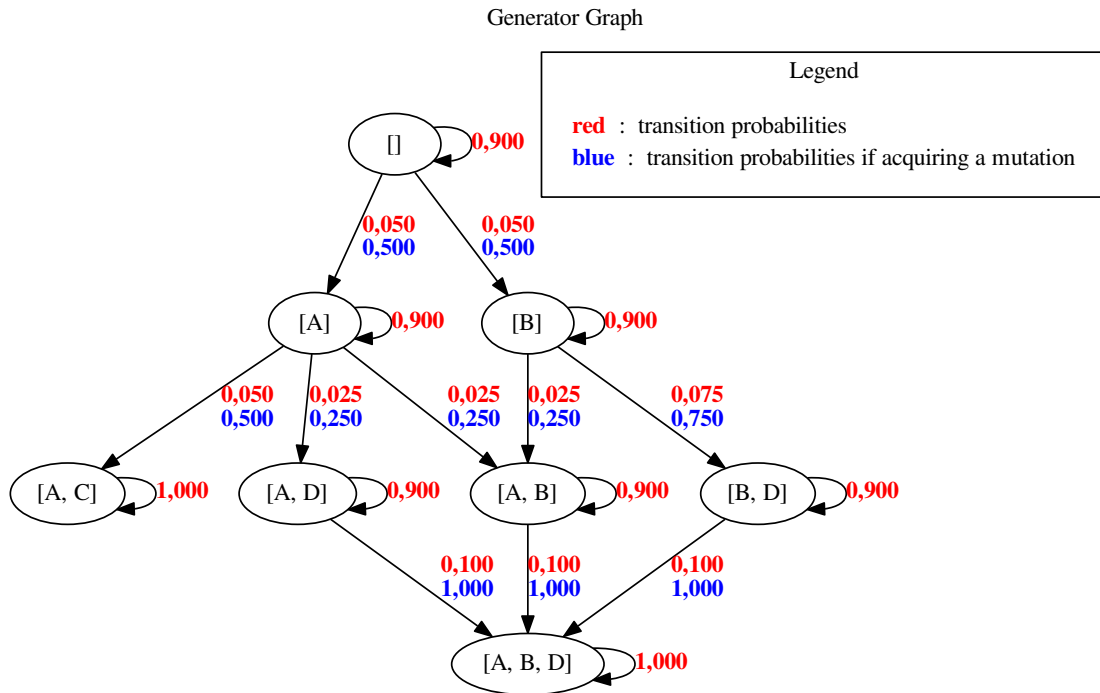 Generator Graph
Legend
red : transition probabilities
blue : transition probabilities if acquiring a mutation
[]
0,900
0,050
0,500
0,050
0,500
[A]
0,900
[B]
0,900
0,050
0,500
0,025
0,250
0,025
0,250
0,025
0,250
0,075
0,750
[A, C]
1,000
[A, D]
0,900
[A, B]
0,900
[B, D]
0,900
0,100
1,000
0,100
1,000
0,100
1,000
[A, B, D]
1,000